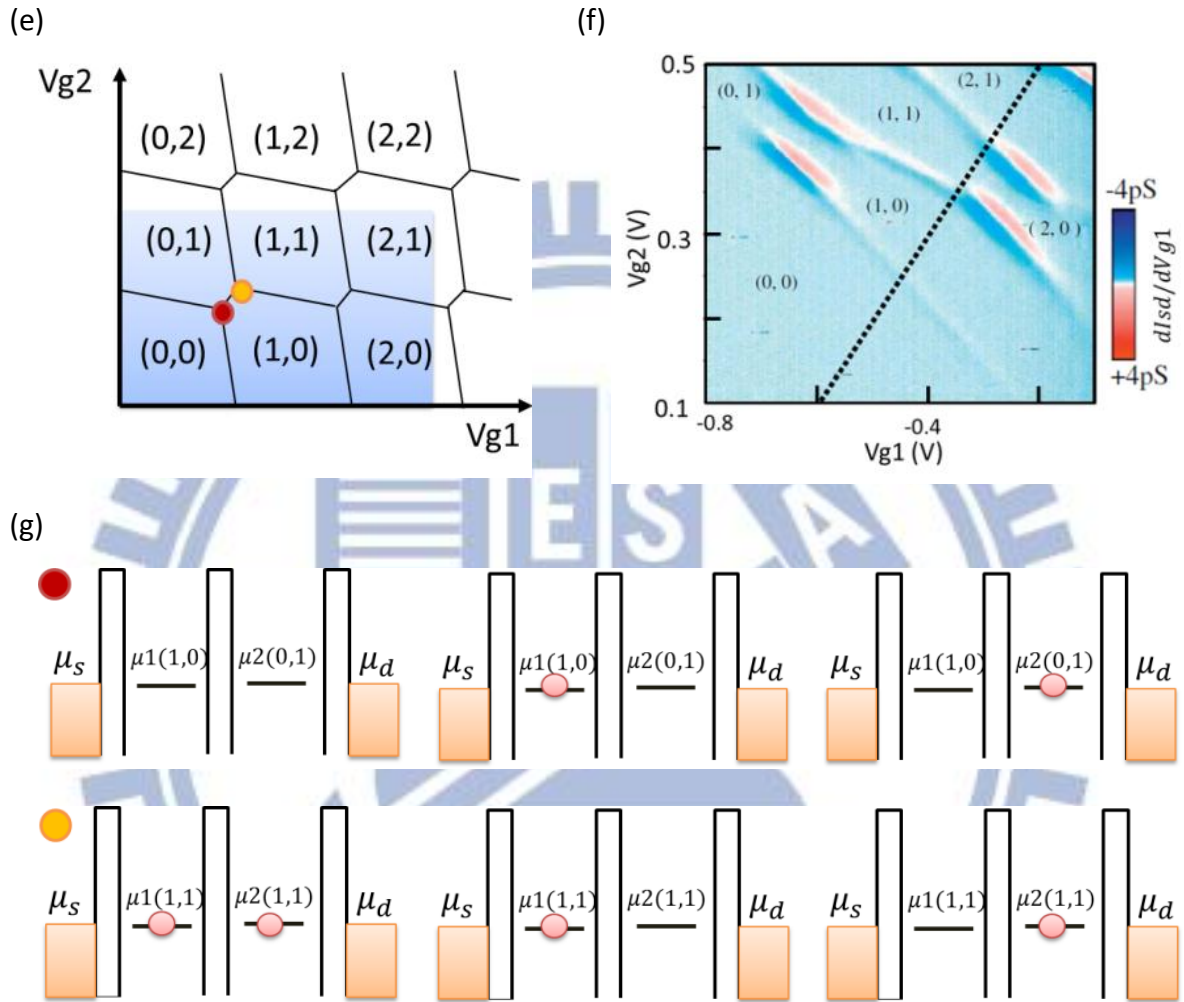 (e)
Vg2
(0,2) (1,2) (2,2)
(0,1) (1,1) (2,1)
(0,0) (1,0) (2,0)
Vg1
(f)
0.5
(0, 1) (1, 1) (2, 1)
Vg2 (V)
0.3
(1, 0) (2, 0)
(0, 0)
0.1
-0.8 -0.4
Vg1 (V)
-4pS
dIsd/dVg1
+4pS
E S A
(g)
μs μ1(1,0) μ2(0,1) μd μs μ1(1,0) μ2(0,1) μd μs μ1(1,0) μ2(0,1) μd
μs μ1(1,1) μ2(1,1) μd μs μ1(1,1) μ2(1,1) μd μs μ1(1,1) μ2(1,1) μd